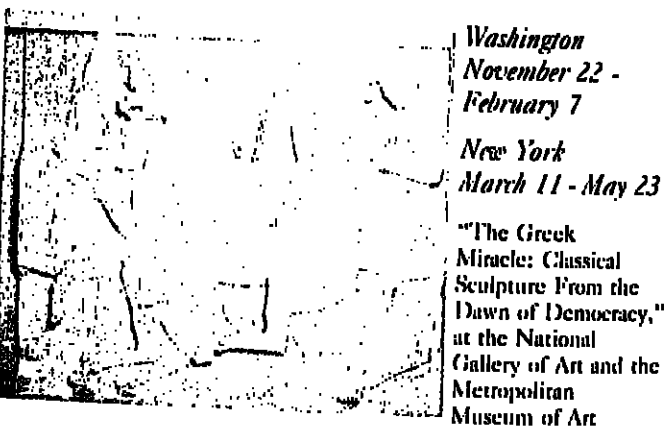 Washington
November 22 -
February 7
New York
March 11 - May 23
"The Greek
Miracle: Classical
Sculpture From the
Dawn of Democracy,"
at the National
Gallery of Art and the
Metropolitan
Museum of Art